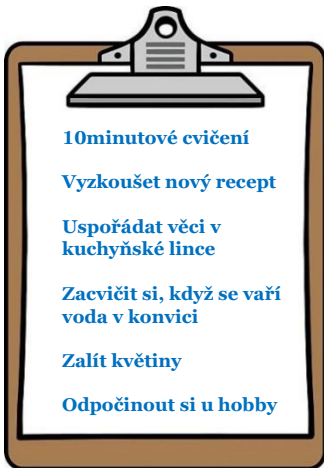 10minutové cvičení
Vyzkoušet nový recept
Uspořádat věci v
kuchyňské lince
Zacvičit si, když se vaří
voda v konvici
Zalít květiny
Odpočinout si u hobby